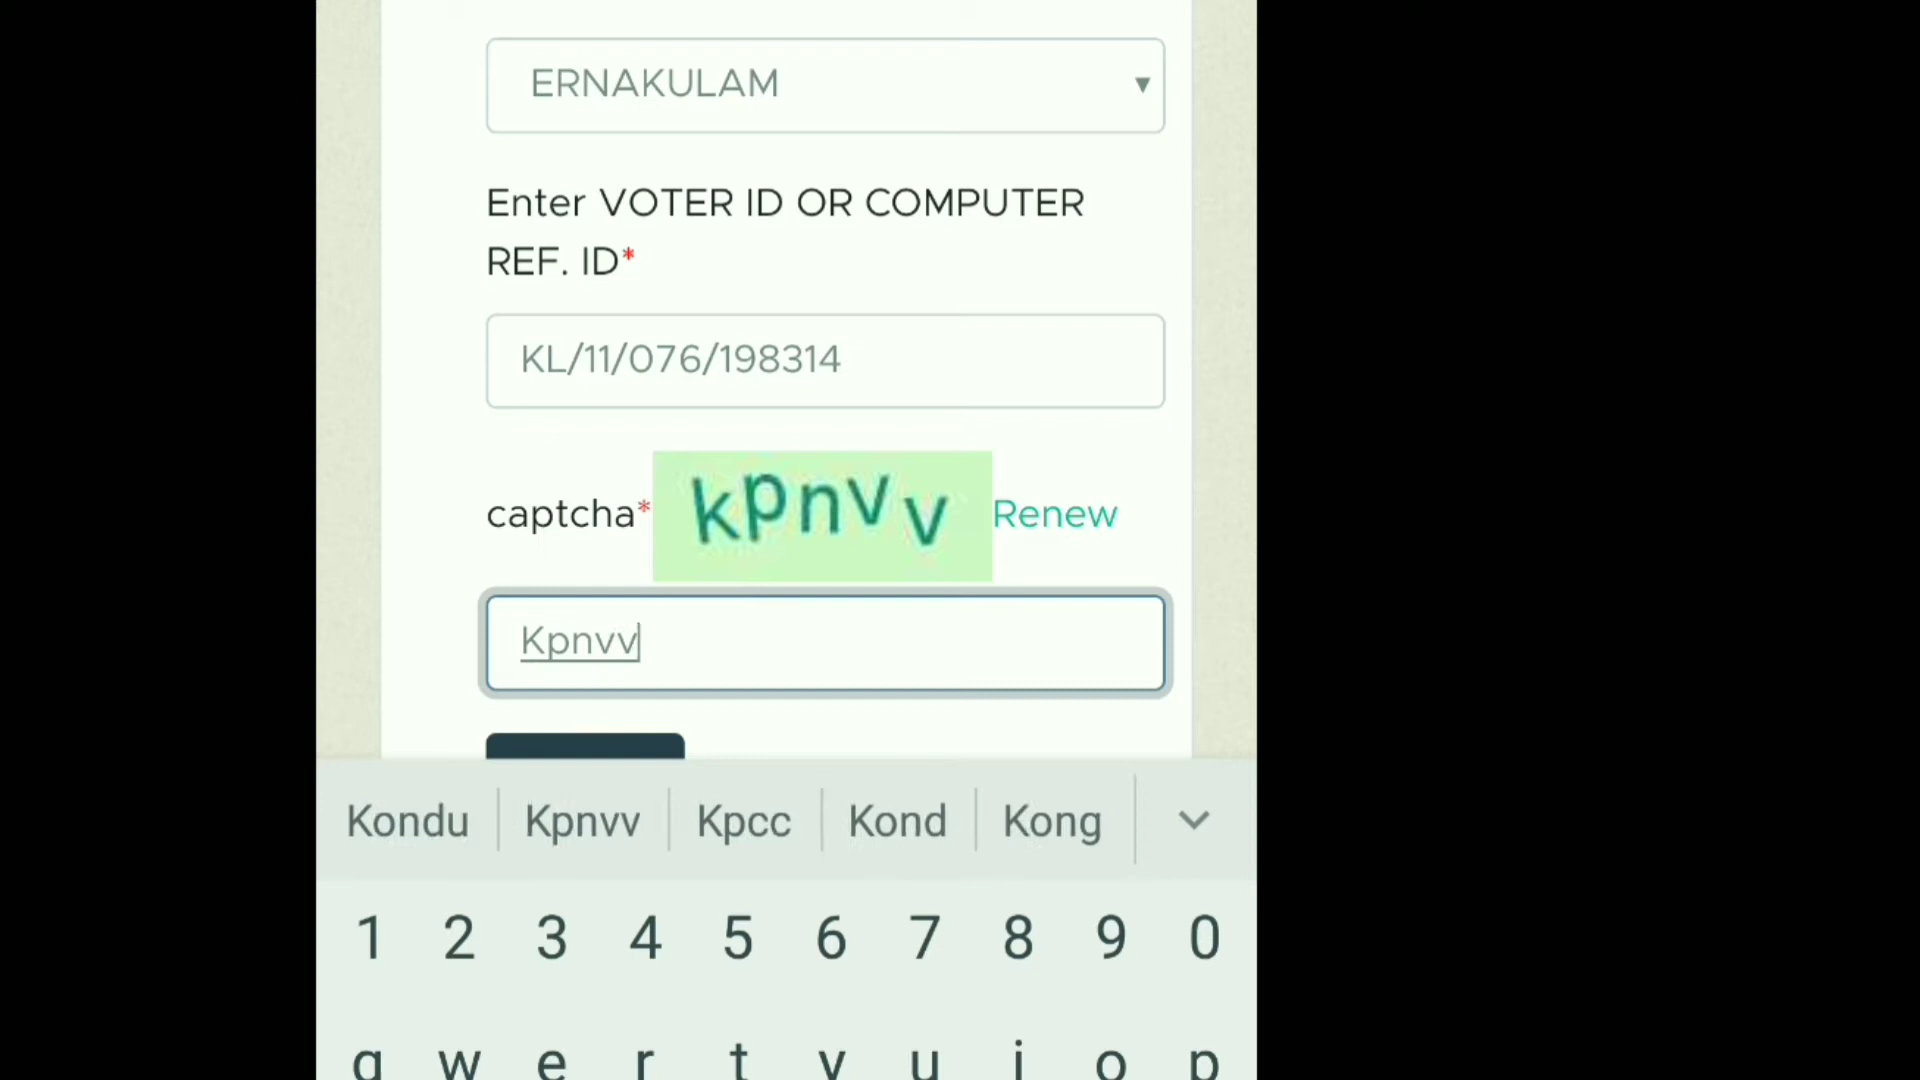 ERNAKULAM ▼
Enter VOTER ID OR COMPUTER
REF. ID*
KL/11/076/198314
captcha* kpnvv Renew
Kpnvv
Kondu Kpnvv Kpcc Kond Kong
1 2 3 4 5 6 7 8 9 0
q w e r t y u i o p